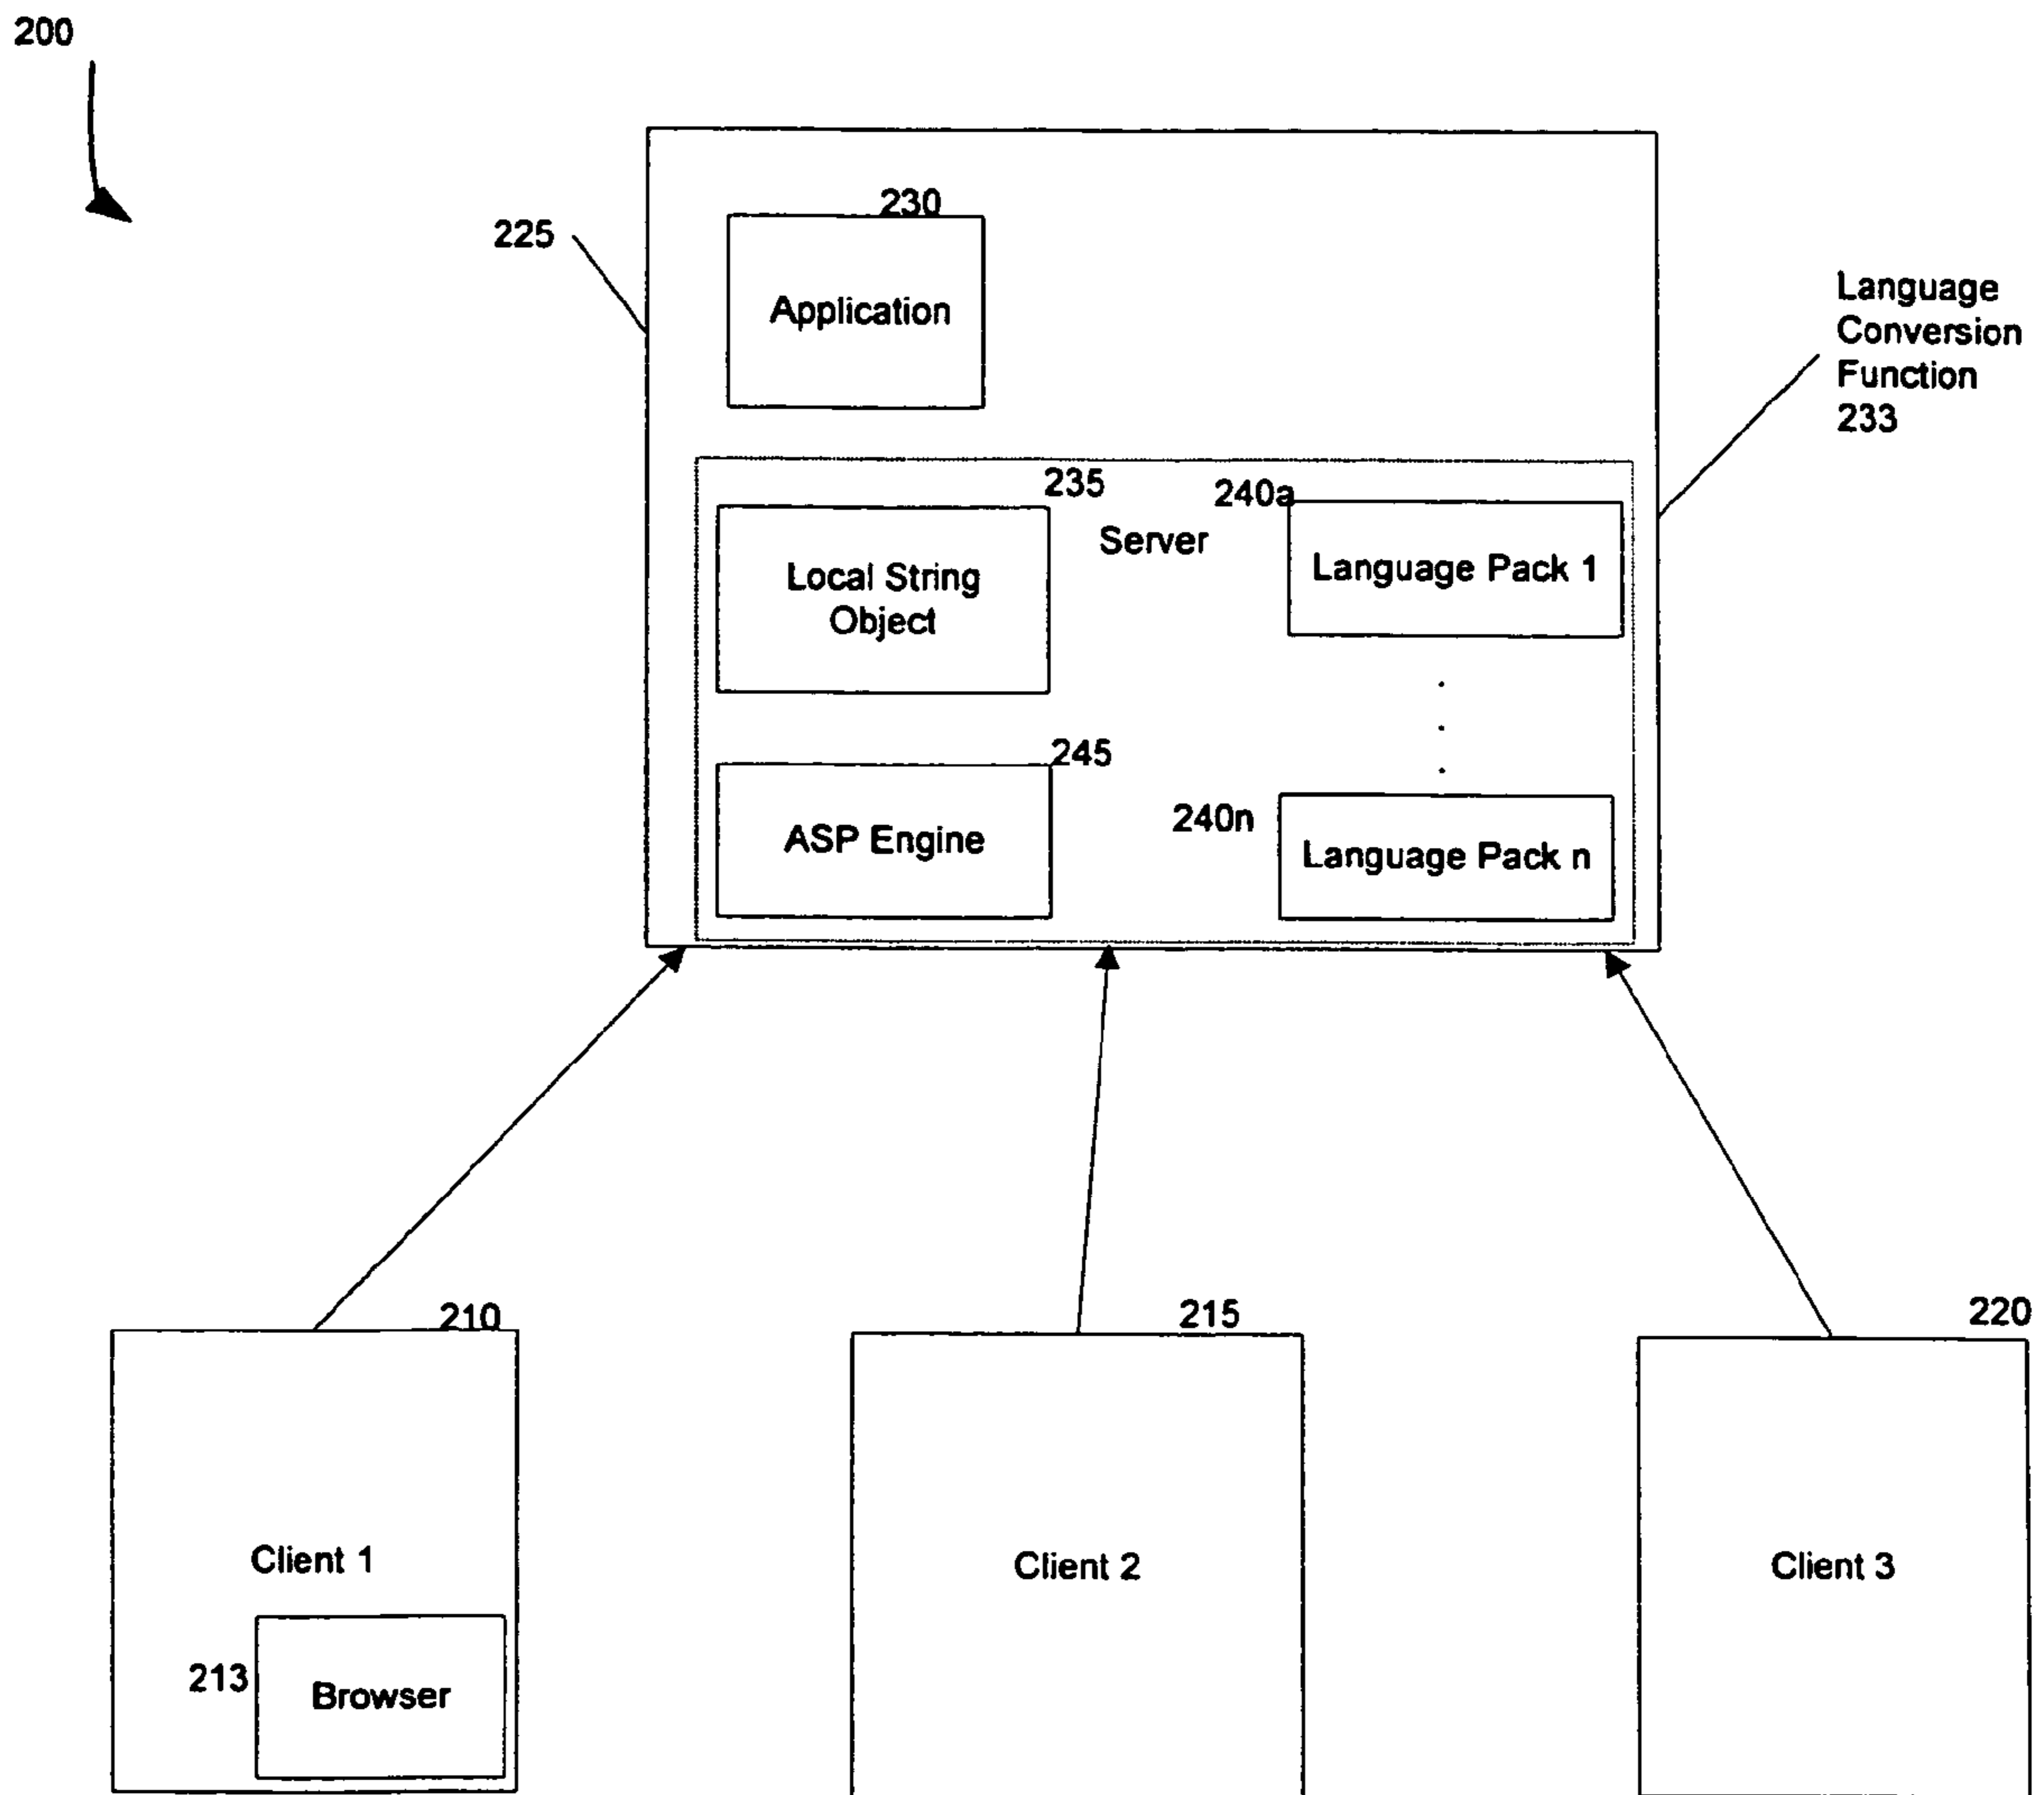 200
230
225
Application
Language
Conversion
Function
233
235
240a
Server
Local String
Object
Language Pack 1
.
.
.
245
240n
ASP Engine
Language Pack n
210
215
220
Client 1
Client 2
Client 3
213
Browser